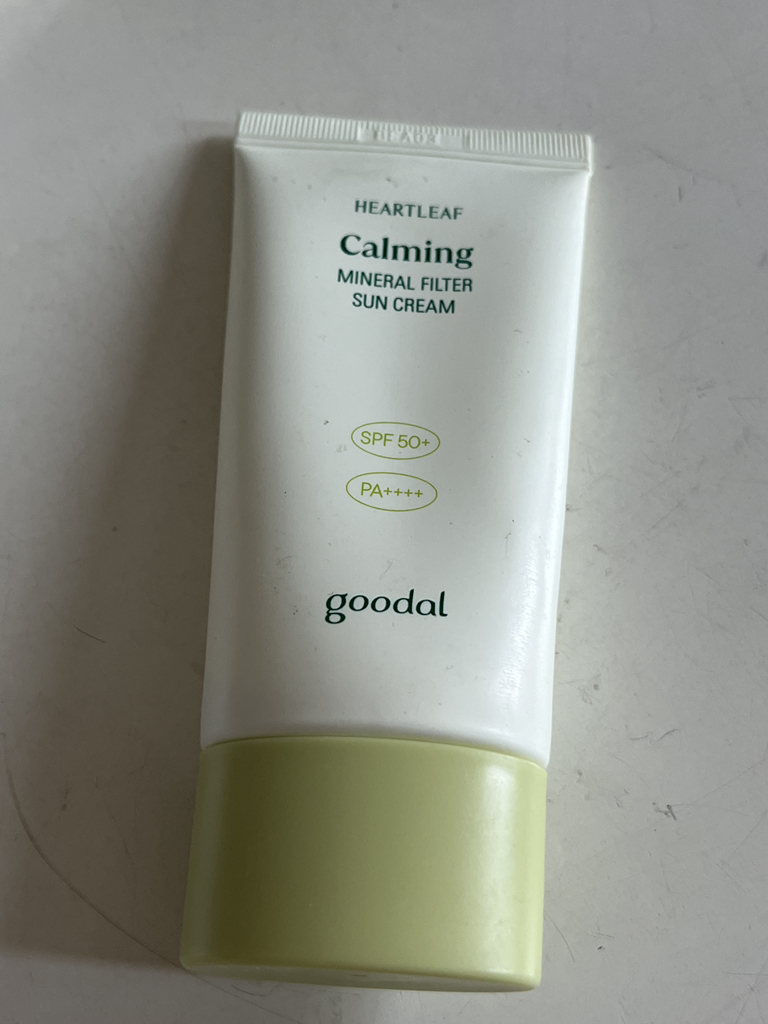 HEARTLEAF
Calming
MINERAL FILTER
SUN CREAM
SPF 50+
PA++++
goodal